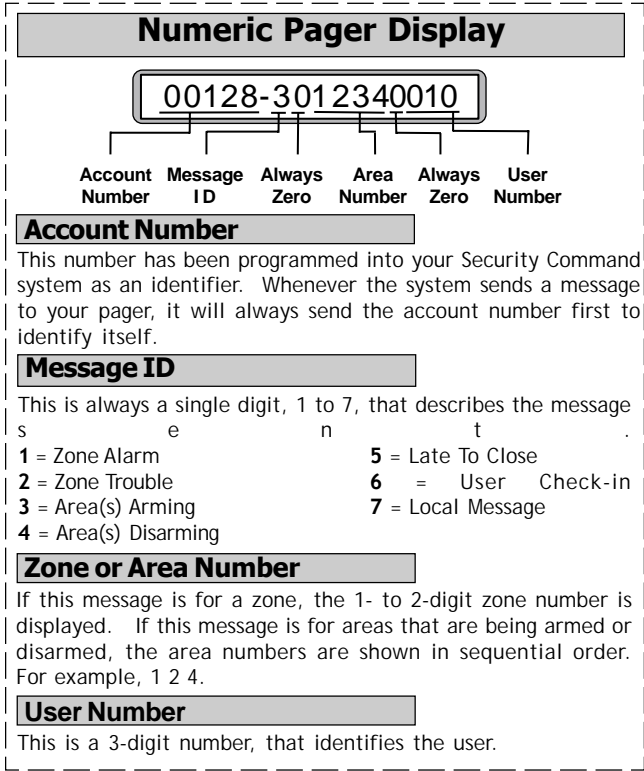 Numeric Pager Display
00128-3012340010
Account Message Always Area Always User
Number ID Zero Number Zero Number
Account Number
This number has been programmed into your Security Command
system as an identifier. Whenever the system sends a message
to your pager, it will always send the account number first to
identify itself.
Message ID
This is always a single digit, 1 to 7, that describes the message
s e n t .
1 = Zone Alarm
2 = Zone Trouble
3 = Area(s) Arming
4 = Area(s) Disarming
5 = Late To Close
6 = User Check-in
7 = Local Message
Zone or Area Number
If this message is for a zone, the 1- to 2-digit zone number is
displayed. If this message is for areas that are being armed or
disarmed, the area numbers are shown in sequential order.
For example, 1 2 4.
User Number
This is a 3-digit number, that identifies the user.